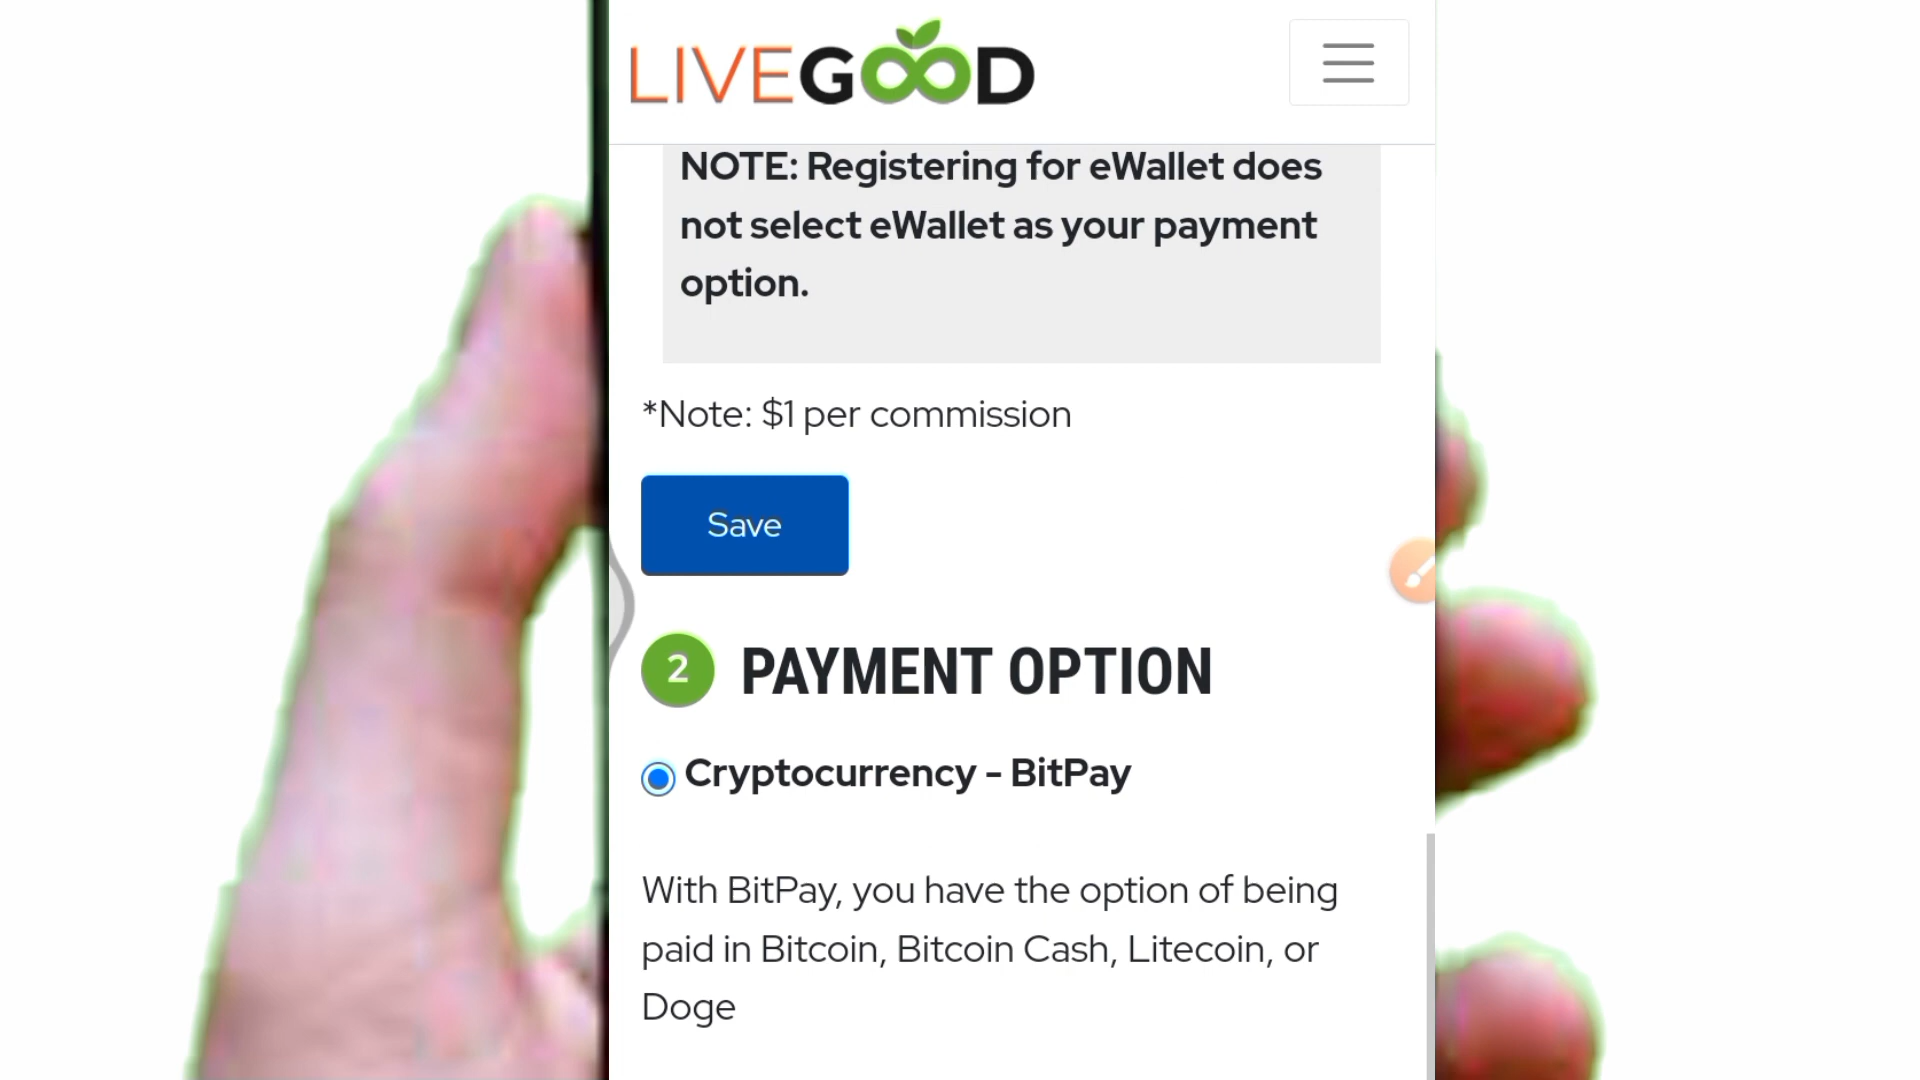 LIVEGOOD
NOTE: Registering for eWallet does
not select eWallet as your payment
option.
*Note: $1 per commission
Save
2 PAYMENT OPTION
Cryptocurrency - BitPay
With BitPay, you have the option of being
paid in Bitcoin, Bitcoin Cash, Litecoin, or
Doge